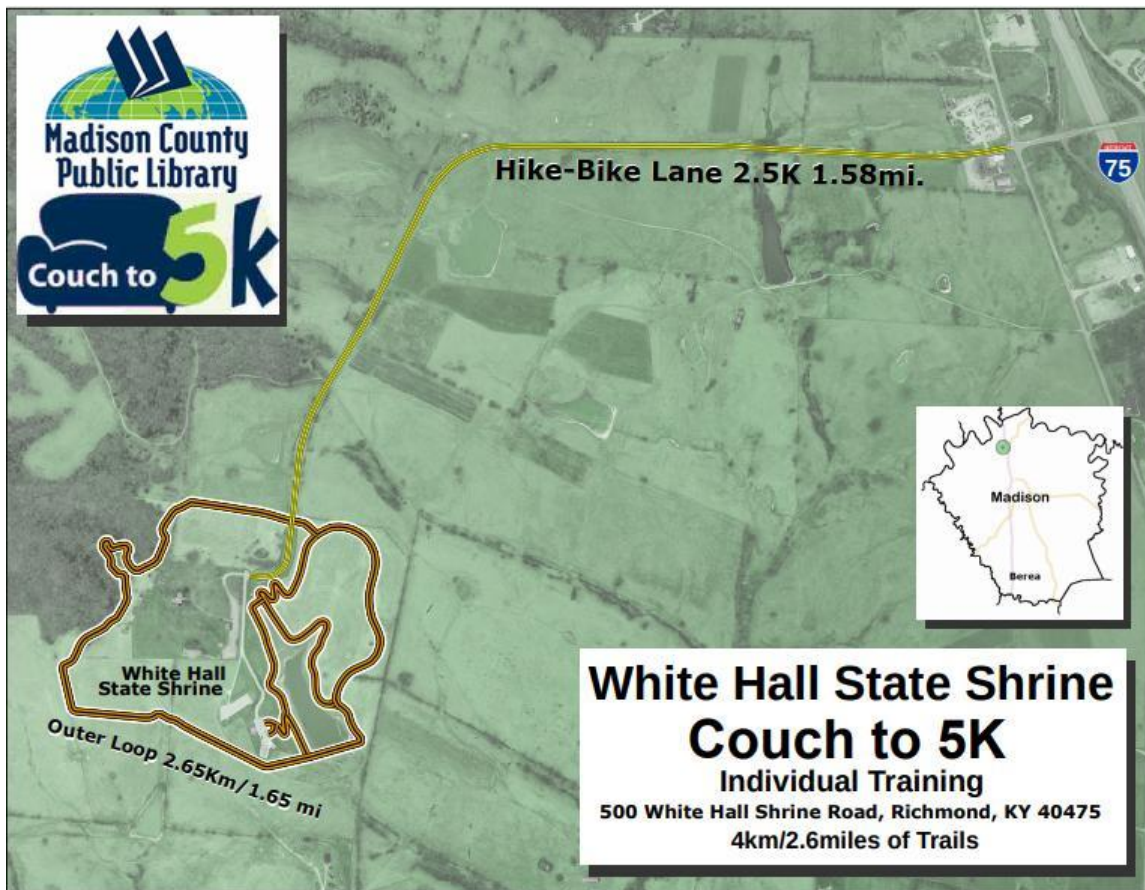 Madison County
Public Library
Couch to 5k
Hike-Bike Lane 2.5K 1.58mi.
INTERSTATE
75
Madison
Berea
White Hall
State Shrine
Outer Loop 2.65Km/1.65 mi
White Hall State Shrine
Couch to 5K
Individual Training
500 White Hall Shrine Road, Richmond, KY 40475
4km/2.6miles of Trails